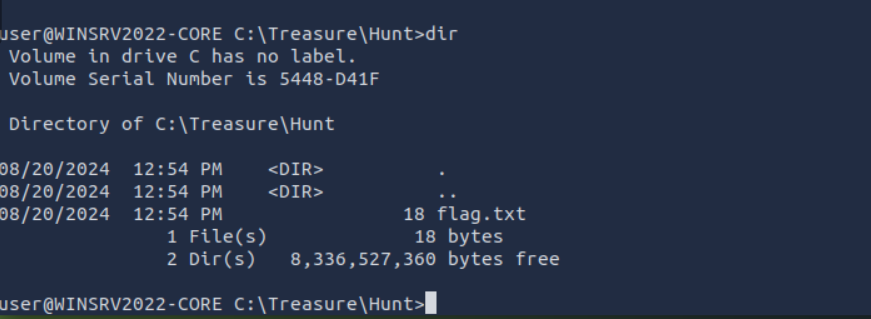 user@WINSRV2022-CORE C:\Treasure\Hunt>dir
Volume in drive C has no label.
Volume Serial Number is 5448-D41F
Directory of C:\Treasure\Hunt
08/20/2024  12:54 PM    <DIR>          .
08/20/2024  12:54 PM    <DIR>          ..
08/20/2024  12:54 PM                18 flag.txt
1 File(s)             18 bytes
2 Dir(s)   8,336,527,360 bytes free
user@WINSRV2022-CORE C:\Treasure\Hunt>